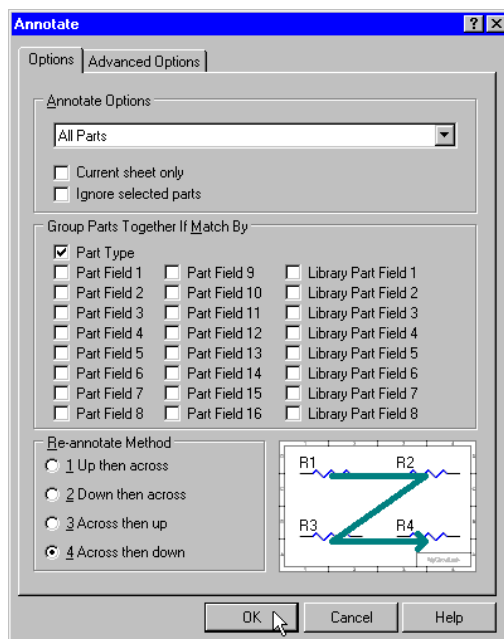 Annotate
Options Advanced Options
Annotate Options
All Parts
Current sheet only
Ignore selected parts
Group Parts Together If Match By
Part Type
Part Field 1 Part Field 9 Library Part Field 1
Part Field 2 Part Field 10 Library Part Field 2
Part Field 3 Part Field 11 Library Part Field 3
Part Field 4 Part Field 12 Library Part Field 4
Part Field 5 Part Field 13 Library Part Field 5
Part Field 6 Part Field 14 Library Part Field 6
Part Field 7 Part Field 15 Library Part Field 7
Part Field 8 Part Field 16 Library Part Field 8
Re-annotate Method
1 Up then across
2 Down then across
3 Across then up
4 Across then down
R1 R2
R3 R4
OK Cancel Help